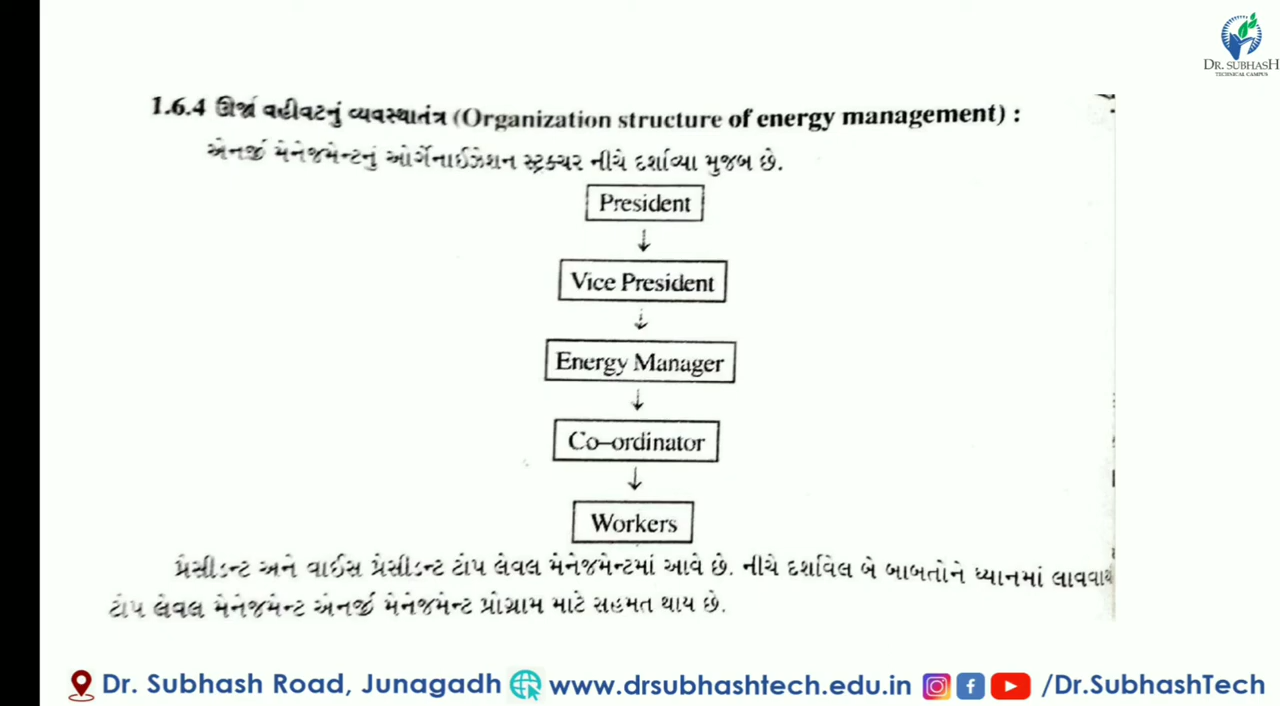 DR. SUBHASH
TECHNICAL CAMPUS
1.6.4 ઊર્જા વહીવટનું વ્યવસ્થાતંત્ર (Organization structure of energy management) :
એનર્જી મેનેજમેન્ટનું ઓર્ગેનાઈઝેશન સ્ટ્રક્ચર નીચે દર્શાવ્યા મુજબ છે.
President
Vice President
Energy Manager
Co-ordinator
Workers
પ્રેસીડન્ટ અને વાઈસ પ્રેસીડન્ટ ટોપ લેવલ મેનેજમેન્ટમાં આવે છે. નીચે દર્શાવેલ બે બાબતોને ધ્યાનમાં
ટોપ લેવલ મેનેજમેન્ટ એનર્જી મેનેજમેન્ટ પ્રોગ્રામ માટે સહમત થાય છે.
Dr. Subhash Road, Junagadh www.drsubhashtech.edu.in /Dr.SubhashTech